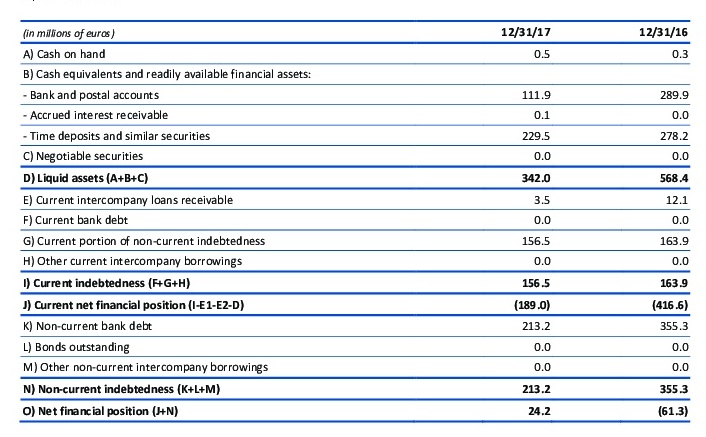 (in millions of euros) 12/31/17 12/31/16
A) Cash on hand 0.5 0.3
B) Cash equivalents and readily available financial assets:
- Bank and postal accounts 111.9 289.9
- Accrued interest receivable 0.1 0.0
- Time deposits and similar securities 229.5 278.2
C) Negotiable securities 0.0 0.0
D) Liquid assets (A+B+C) 342.0 568.4
E) Current intercompany loans receivable 3.5 12.1
F) Current bank debt 0.0 0.0
G) Current portion of non-current indebtedness 156.5 163.9
H) Other current intercompany borrowings 0.0 0.0
I) Current indebtedness (F+G+H) 156.5 163.9
J) Current net financial position (I-E1-E2-D) (189.0) (416.6)
K) Non-current bank debt 213.2 355.3
L) Bonds outstanding 0.0 0.0
M) Other non-current intercompany borrowings 0.0 0.0
N) Non-current indebtedness (K+L+M) 213.2 355.3
O) Net financial position (J+N) 24.2 (61.3)